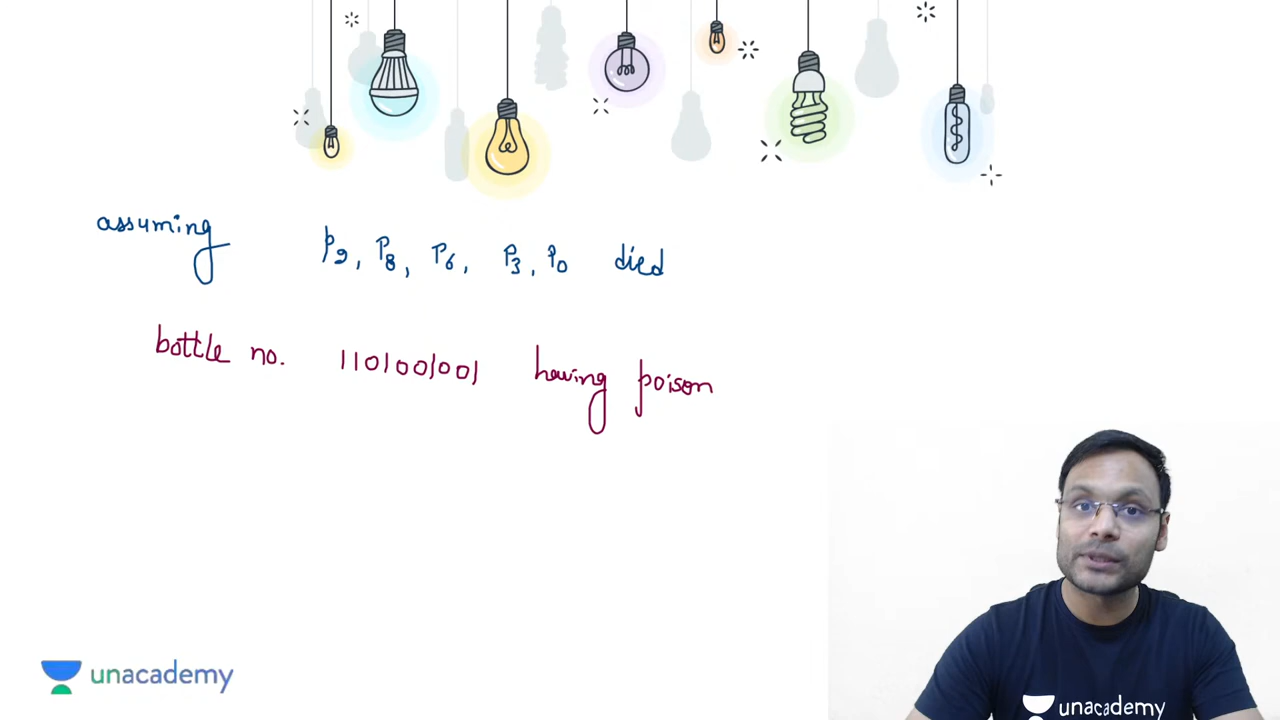 assuming P9, P8, P6, P3, P0 died
bottle no. 1101001001 having poison
unacademy
unacademy